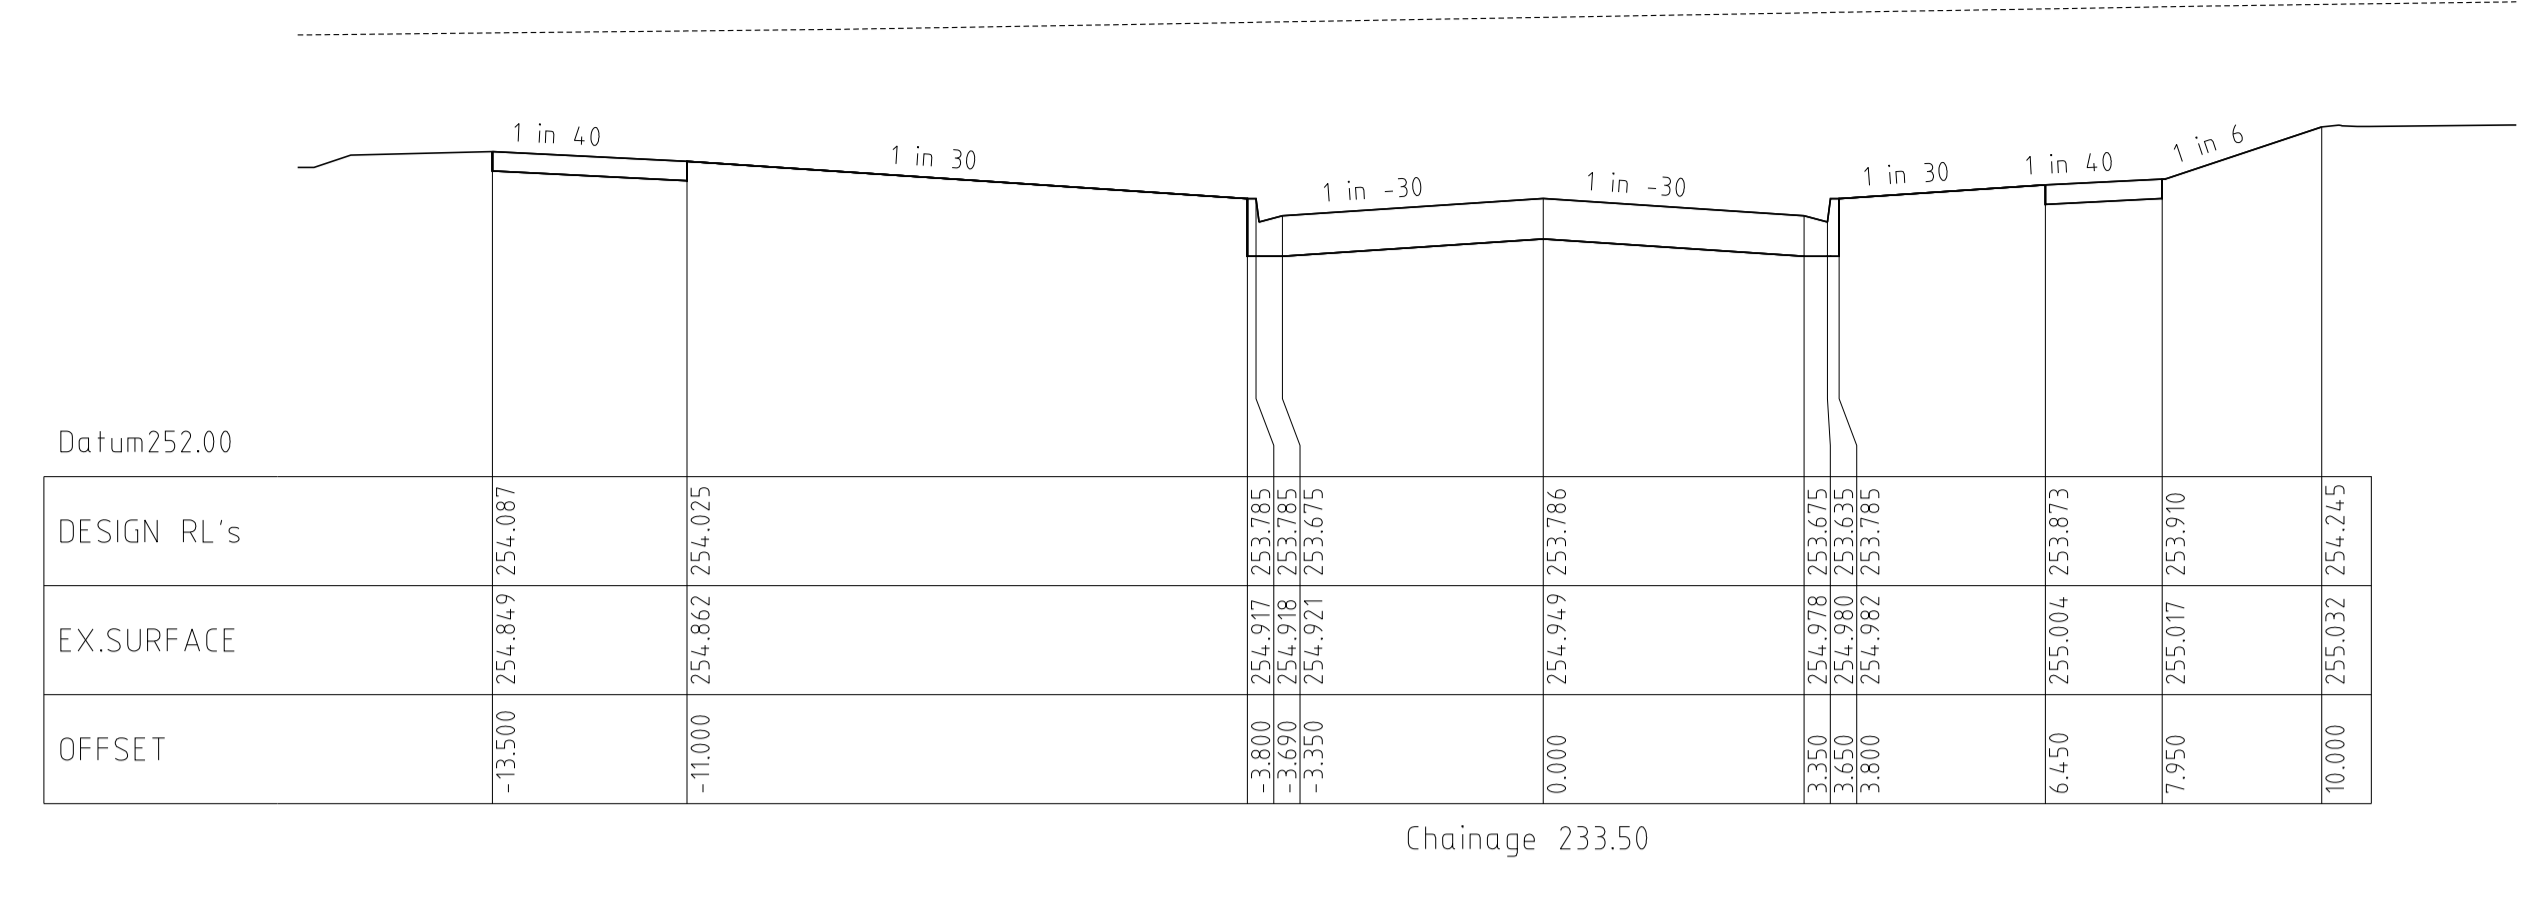 1 in 40
1 in 30
1 in -30
1 in -30
1 in 30
1 in 40
1 in 6
Datum252.00
DESIGN RL's 254.087 254.025 253.785 253.785 253.675 253.786 253.675 253.635 253.785 253.873 253.910 254.245
EX.SURFACE 254.849 254.862 254.917 254.918 254.921 254.949 254.978 254.980 254.982 255.004 255.017 255.032
OFFSET -13.500 -11.000 -3.800 -3.690 -3.350 0.000 3.350 3.650 3.800 6.450 7.950 10.000
Chainage 233.50